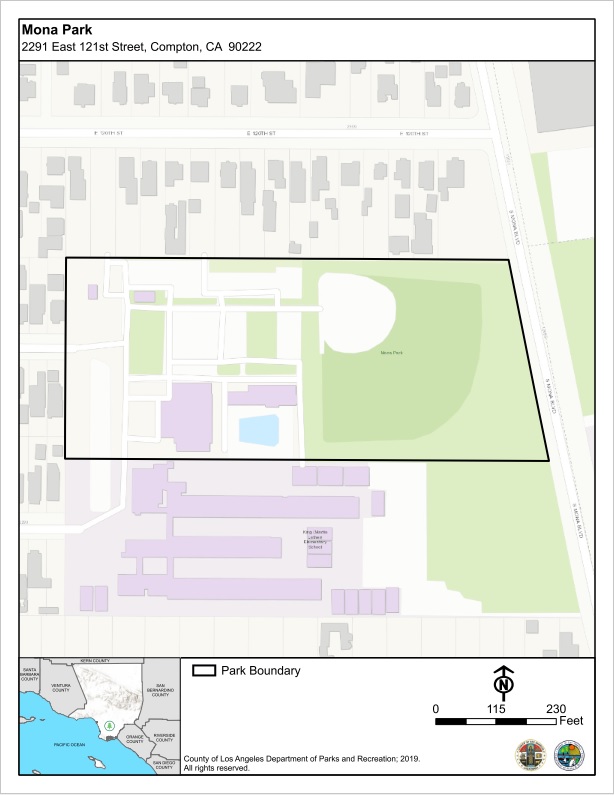 Mona Park
2291 East 121st Street, Compton, CA 90222
E 120TH ST
E 120TH ST
E 120TH ST
S MONA BLVD
Mona Park
N MONA BLVD
N MONA BLVD
Elementary
School
KERN COUNTY
SANTA
BARBARA
COUNTY
VENTURA
COUNTY
SAN
BERNARDINO
COUNTY
ORANGE
COUNTY
RIVERSIDE
COUNTY
SAN DIEGO
COUNTY
PACIFIC OCEAN
Park Boundary
N
0 115 230
Feet
County of Los Angeles Department of Parks and Recreation; 2019.
All rights reserved.